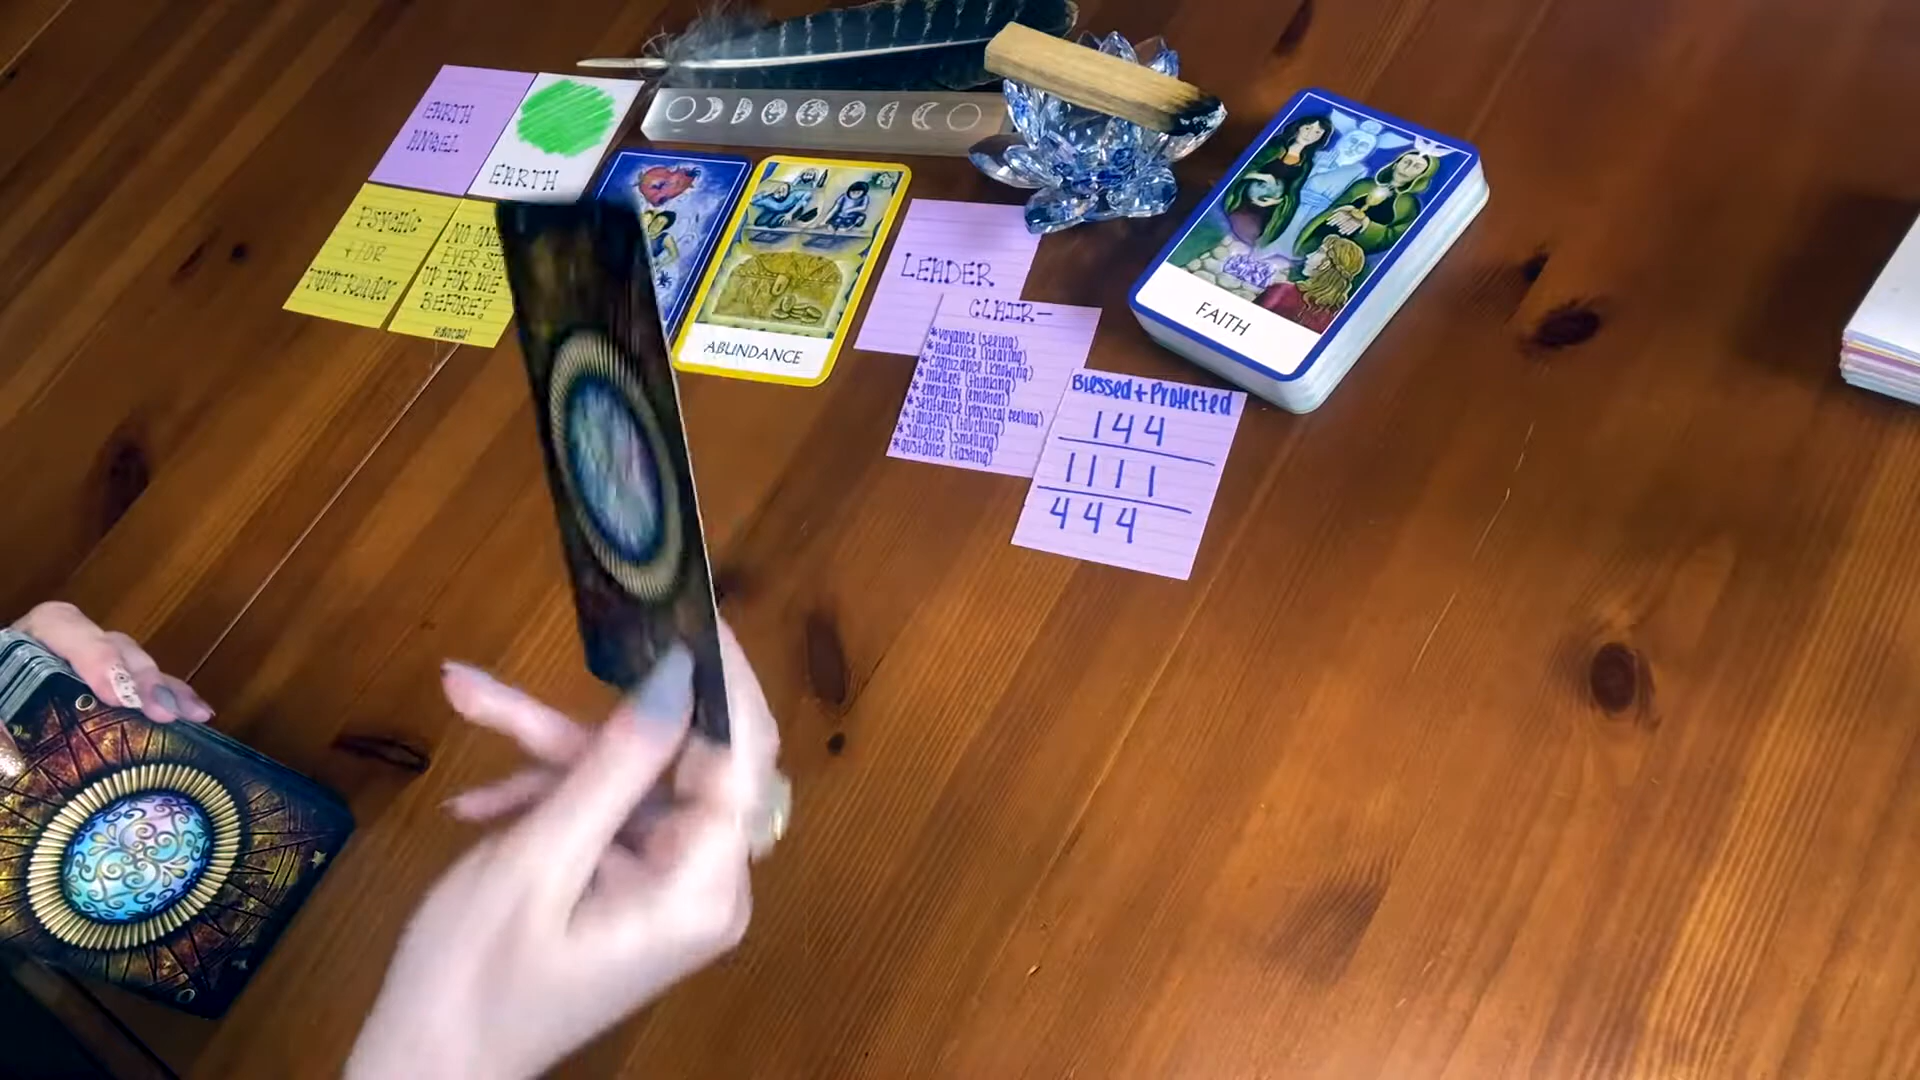 EARTH
ANGEL
EARTH
PSYCHIC
+/OR
TAROT Reader
NO ONE
EVER
UP FOR ME
BEFORE!
ABUNDANCE
LEADER
CLAIR-
*voyance (seeing)
*audience (hearing)
*cognizance (knowing)
*intellect (thinking)
*empathy (emotion)
*sentience (physical feeling)
*tangency (touching)
*salience (smelling)
*gustance (tasting)
Blessed + Protected
144
1111
444
FAITH